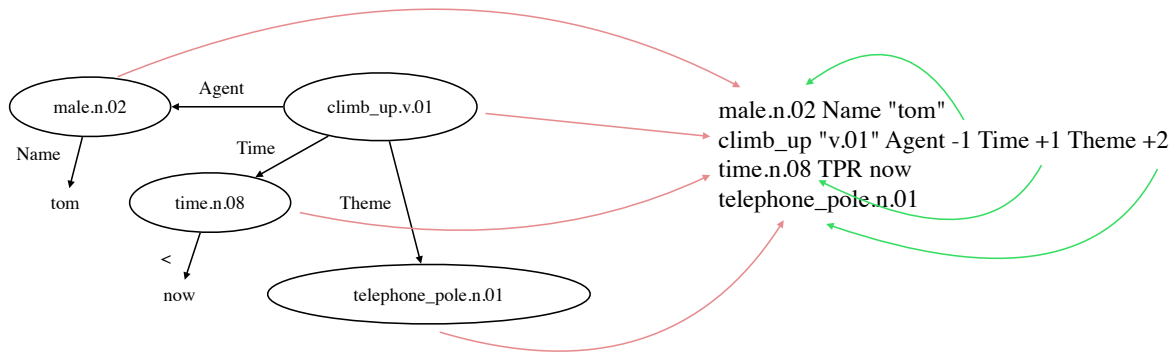 Agent
male.n.02
climb_up.v.01
Name
Time
tom
time.n.08
Theme
<
now
telephone_pole.n.01
male.n.02 Name "tom"
climb_up "v.01" Agent -1 Time +1 Theme +2
time.n.08 TPR now
telephone_pole.n.01